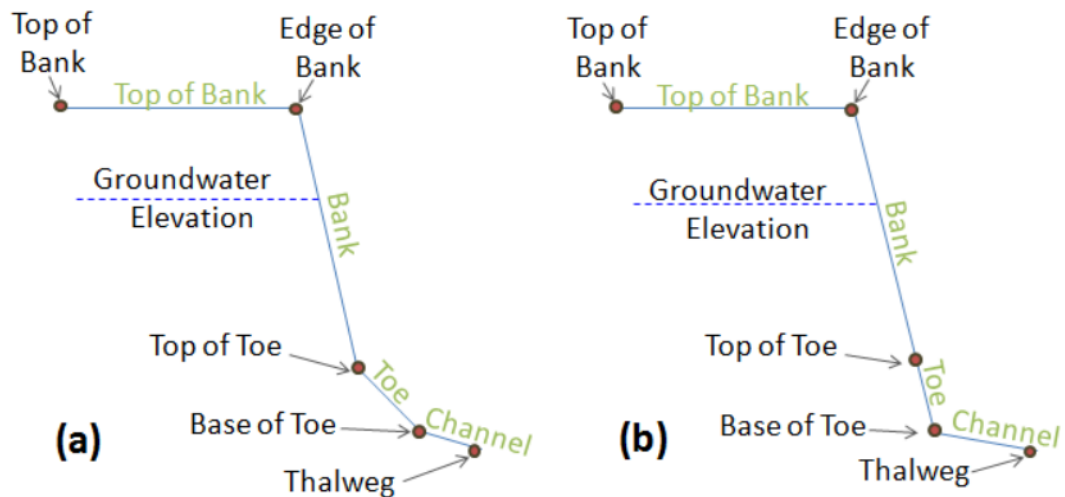 Top of
Bank
Edge of
Bank
Top of Bank
Groundwater
Elevation
Bank
Top of Toe
Toe
Base of Toe
Channel
Thalweg
(a)
Top of
Bank
Edge of
Bank
Top of Bank
Groundwater
Elevation
Bank
Top of Toe
Toe
Base of Toe
Channel
Thalweg
(b)